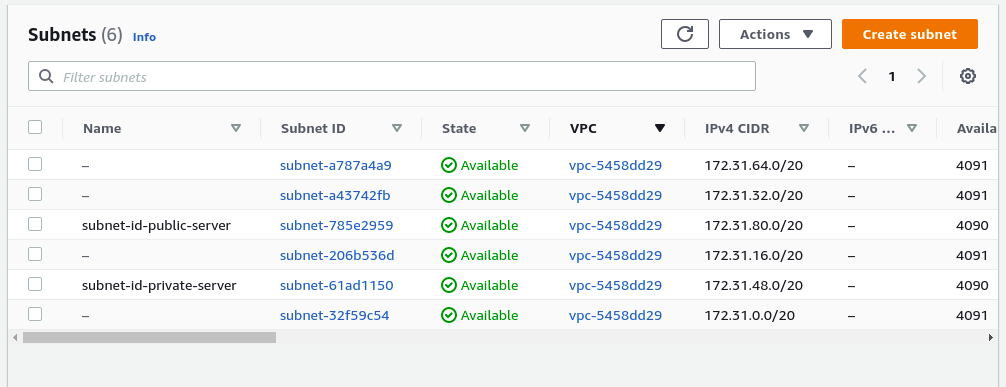 Subnets (6) Info Actions Create subnet
Filter subnets 1
Name Subnet ID State VPC IPv4 CIDR IPv6 ... Availa
– subnet-a787a4a9 Available vpc-5458dd29 172.31.64.0/20 – 4091
– subnet-a43742fb Available vpc-5458dd29 172.31.32.0/20 – 4091
subnet-id-public-server subnet-785e2959 Available vpc-5458dd29 172.31.80.0/20 – 4090
– subnet-206b536d Available vpc-5458dd29 172.31.16.0/20 – 4091
subnet-id-private-server subnet-61ad1150 Available vpc-5458dd29 172.31.48.0/20 – 4090
– subnet-32f59c54 Available vpc-5458dd29 172.31.0.0/20 – 4091